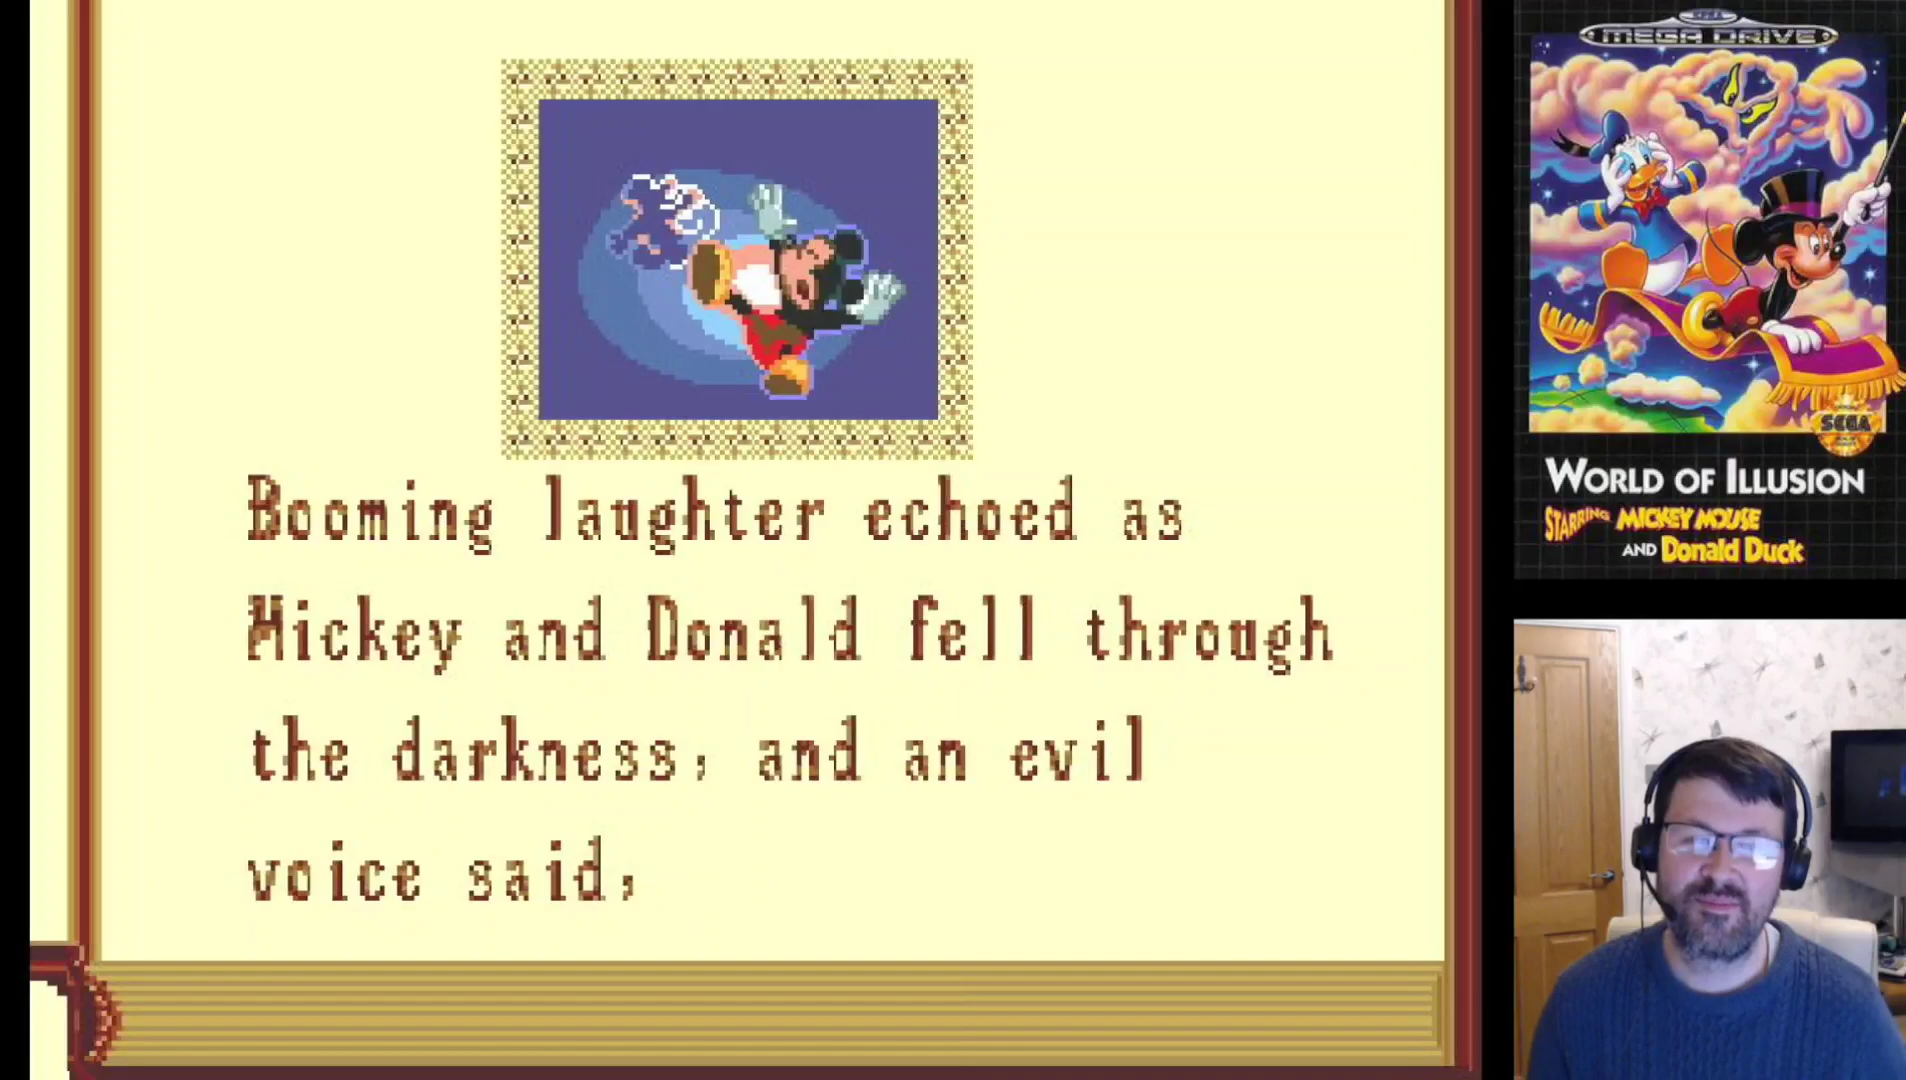 Booming laughter echoed as
Mickey and Donald fell through
the darkness, and an evil
voice said,
SEGA
MEGA DRIVE
SEGA
WORLD OF ILLUSION
STARRING MICKEY MOUSE
AND Donald Duck